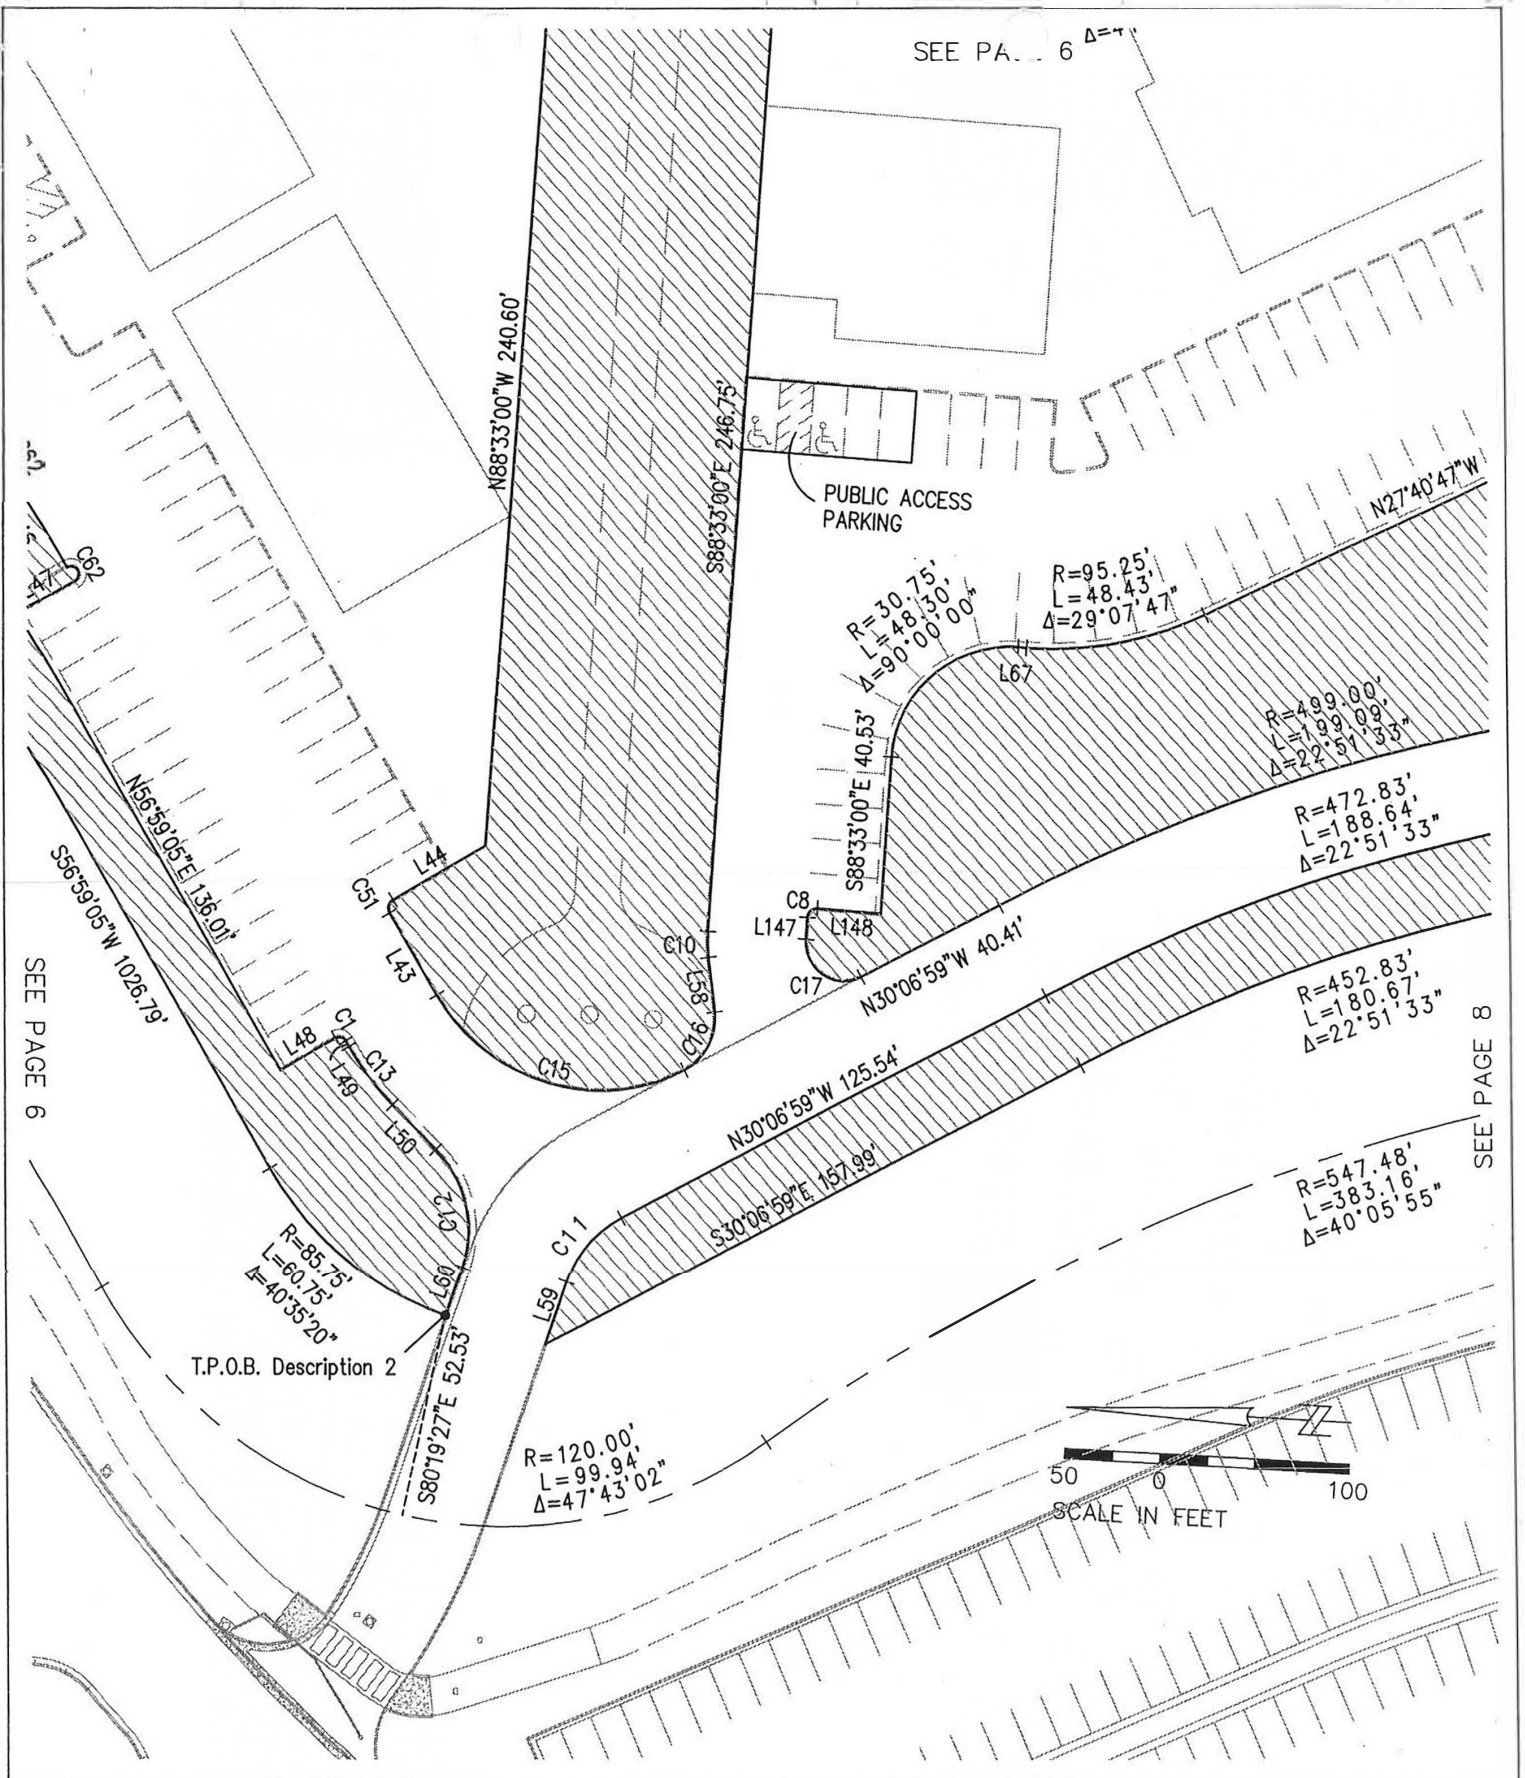 SEE 6
Δ=4
N88°33'00"W 240.60'
S88°33'00"E 246.75'
PUBLIC ACCESS
PARKING
N27°40'47"W
C62
47
R=30.75'
L=48.30'
Δ=90°00'00"
R=95.25'
L=48.43'
Δ=29°07'47"
L67
R=499.00'
L=199.09'
Δ=22°51'33"
S88°33'00"E 40.53'
R=472.83'
L=188.64'
Δ=22°51'33"
N56°59'05"E 136.01'
S56°59'05"W 1026.79'
L44
C51
L43
C10
L58
C16
C15
C8
L147
L148
C17
N30°06'59"W 40.41'
R=452.83'
L=180.67'
Δ=22°51'33"
SEE PAGE 6
SEE PAGE 8
L48
C1
L49
C13
L50
C12
L60
N30°06'59"W 125.54'
S30°06'59"E 157.99'
C11
L59
R=547.48'
L=383.16'
Δ=40°05'55"
R=85.75'
L=60.75'
Δ=40°35'20"
T.P.O.B. Description 2
S80°19'27"E 52.53'
R=120.00'
L=99.94'
Δ=47°43'02"
50 0 100
SCALE IN FEET